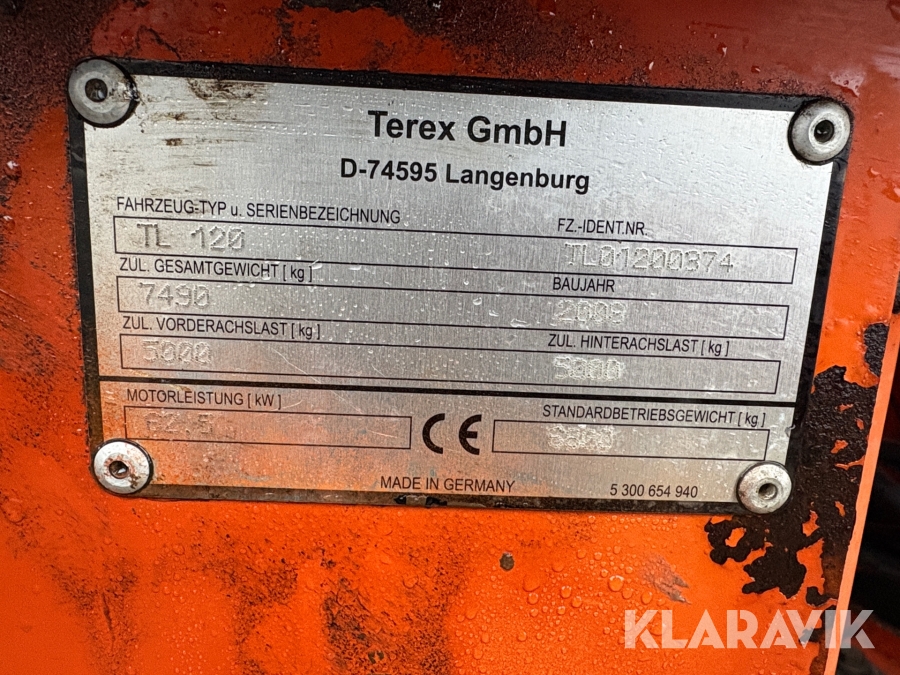 Terex GmbH
D-74595 Langenburg
FAHRZEUG-TYP u. SERIENBEZEICHNUNG FZ.-IDENT.NR.
TL 120 TL01200374
ZUL. GESAMTGEWICHT [ kg ] BAUJAHR
7490 2008
ZUL. VORDERACHSLAST [ kg ] ZUL. HINTERACHSLAST [ kg ]
5000 5000
MOTORLEISTUNG [ kW ] STANDARDBETRIEBSGEWICHT [ kg ]
62.5 CE
MADE IN GERMANY 5 300 654 940
KLARAVIK